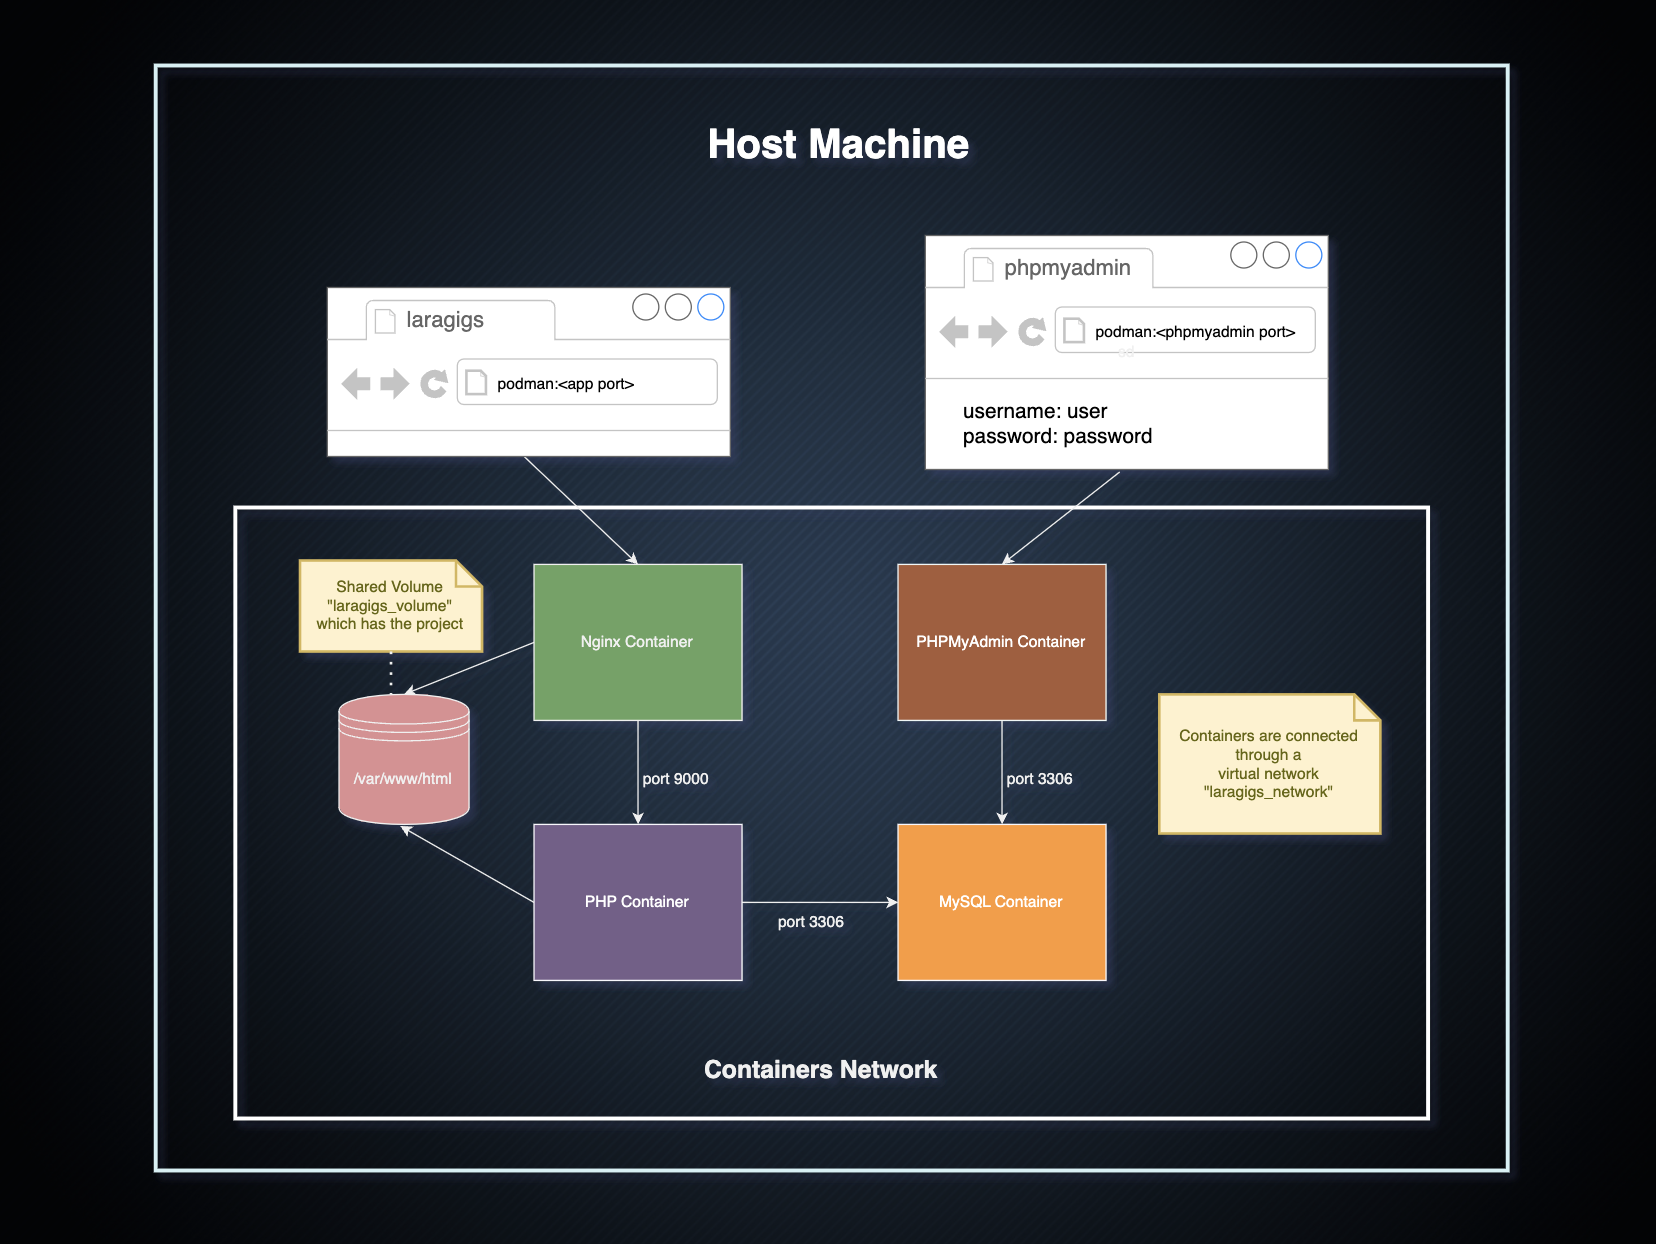 Host Machine
phpmyadmin
laragigs
podman:<phpmyadmin port>
podman:<app port>
username: user
password: password
Shared Volume
"laragigs_volume"
which has the project
Nginx Container
PHPMyAdmin Container
Containers are connected
through a
virtual network
"laragigs_network"
/var/www/html
port 9000
port 3306
PHP Container
port 3306
MySQL Container
Containers Network